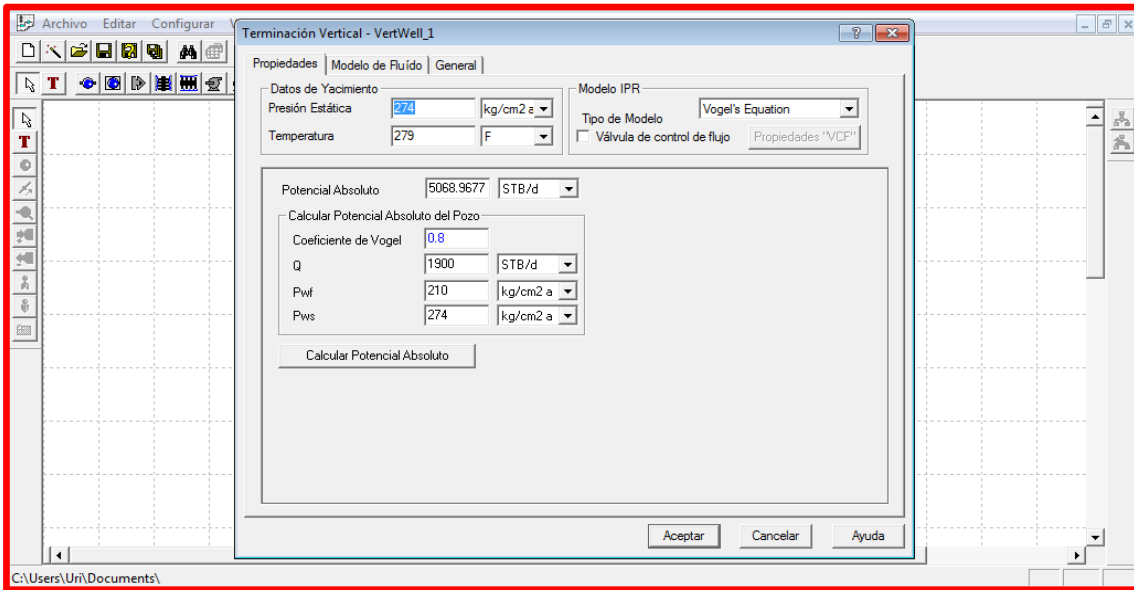 Archivo Editar Configurar
Terminación Vertical - VertWell_1
Propiedades Modelo de Fluído General
Datos de Yacimiento
Modelo IPR
Presión Estática 274 kg/cm2 a
Tipo de Modelo Vogel's Equation
Temperatura 279 F
Válvula de control de flujo Propiedades "VCF"
Potencial Absoluto 5068.9677 STB/d
Calcular Potencial Absoluto del Pozo
Coeficiente de Vogel 0.8
Q 1900 STB/d
Pwf 210 kg/cm2 a
Pws 274 kg/cm2 a
Calcular Potencial Absoluto
Aceptar Cancelar Ayuda
C:\Users\Uri\Documents\